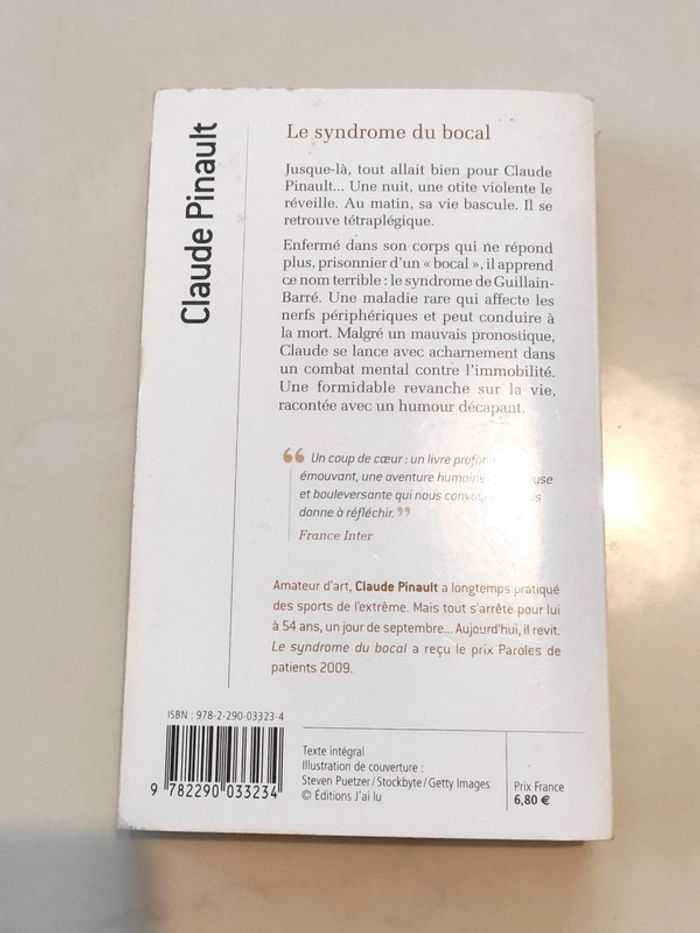 Claude Pinault
Le syndrome du bocal
Jusque-là, tout allait bien pour Claude
Pinault... Une nuit, une otite violente le
réveille. Au matin, sa vie bascule. Il se
retrouve tétraplégique.
Enfermé dans son corps qui ne répond
plus, prisonnier d'un « bocal », il apprend
ce nom terrible : le syndrome de Guillain-
Barré. Une maladie rare qui affecte les
nerfs périphériques et peut conduire à
la mort. Malgré un mauvais pronostique,
Claude se lance avec acharnement dans
un combat mental contre l'immobilité.
Une formidable revanche sur la vie,
racontée avec un humour décapant.
“ Un coup de cœur : un livre
émouvant, une aventure humaine
et bouleversante qui nous
donne à réfléchir. ”
France Inter
Amateur d'art, Claude Pinault a longtemps pratiqué
des sports de l'extrême. Mais tout s'arrête pour lui
à 54 ans, un jour de septembre... Aujourd'hui, il revit.
Le syndrome du bocal a reçu le prix Paroles de
patients 2009.
ISBN : 978-2-290-03323-4
9 782290 033234
Texte intégral
Illustration de couverture :
Steven Puetzer / Stockbyte / Getty Images
© Éditions J'ai lu
Prix France
6,80 €